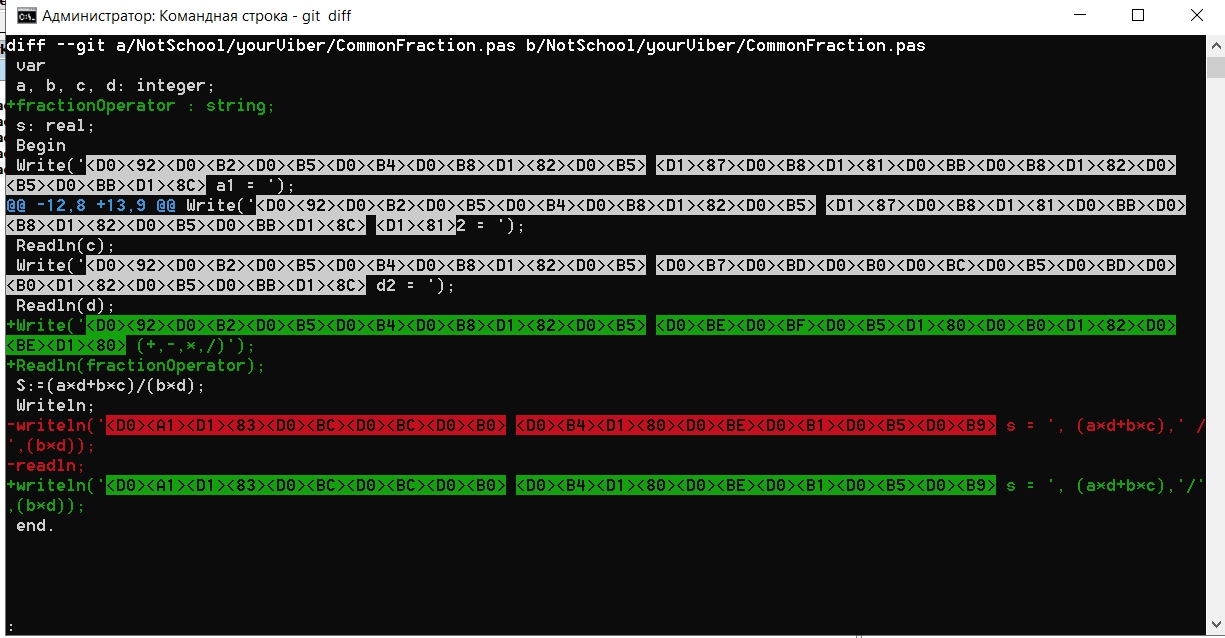 Администратор: Командная строка - git  diff
diff --git a/NotSchool/yourViber/CommonFraction.pas b/NotSchool/yourViber/CommonFraction.pas
 var
 a, b, c, d: integer;
+fractionOperator : string;
 s: real;
 Begin
 Write('<D0><92><D0><B2><D0><B5><D0><B4><D0><B8><D1><82><D0><B5> <D1><87><D0><B8><D1><81><D0><BB><D0><B8><D1><82><D0>
<B5><D0><BB><D1><8C> a1 = ');
@@ -12,8 +13,9 @@ Write('<D0><92><D0><B2><D0><B5><D0><B4><D0><B8><D1><82><D0><B5> <D1><87><D0><B8><D1><81><D0><BB><D0>
<B8><D1><82><D0><B5><D0><BB><D1><8C> <D1><81>2 = ');
 Readln(c);
 Write('<D0><92><D0><B2><D0><B5><D0><B4><D0><B8><D1><82><D0><B5> <D0><B7><D0><BD><D0><B0><D0><BC><D0><B5><D0><BD><D0>
<B0><D1><82><D0><B5><D0><BB><D1><8C> d2 = ');
 Readln(d);
+Write('<D0><92><D0><B2><D0><B5><D0><B4><D0><B8><D1><82><D0><B5> <D0><BE><D0><BF><D0><B5><D1><80><D0><B0><D1><82><D0>
<BE><D1><80> (+,-,*,/)');
+Readln(fractionOperator);
 S:=(a*d+b*c)/(b*d);
 Writeln;
-writeln('<D0><A1><D1><83><D0><BC><D0><BC><D0><B0> <D0><B4><D1><80><D0><BE><D0><B1><D0><B5><D0><B9> s = ', (a*d+b*c),' /
',(b*d));
-readln;
+writeln('<D0><A1><D1><83><D0><BC><D0><BC><D0><B0> <D0><B4><D1><80><D0><BE><D0><B1><D0><B5><D0><B9> s = ', (a*d+b*c),'/'
,(b*d));
 end.
: